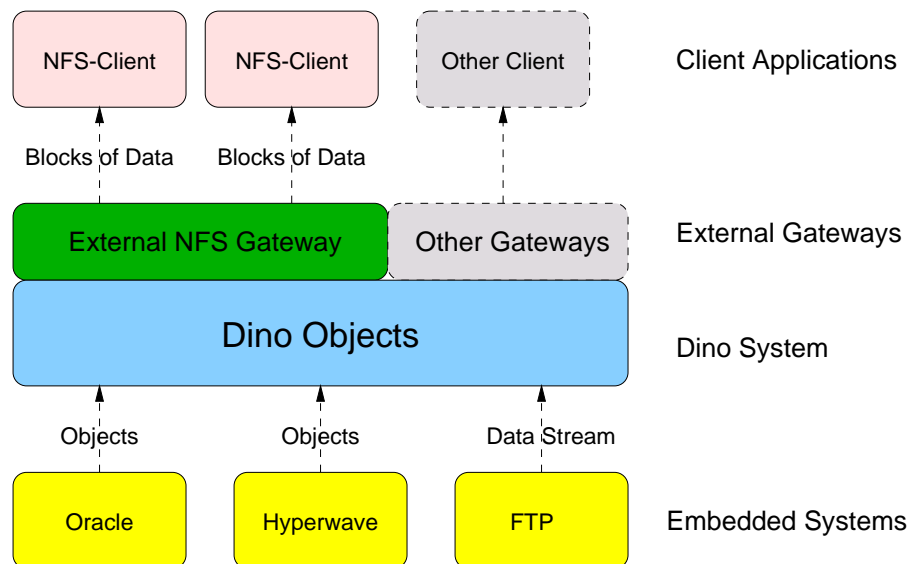 NFS-Client
NFS-Client
Other Client
Client Applications
Blocks of Data
Blocks of Data
External NFS Gateway
Other Gateways
External Gateways
Dino Objects
Dino System
Objects
Objects
Data Stream
Oracle
Hyperwave
FTP
Embedded Systems